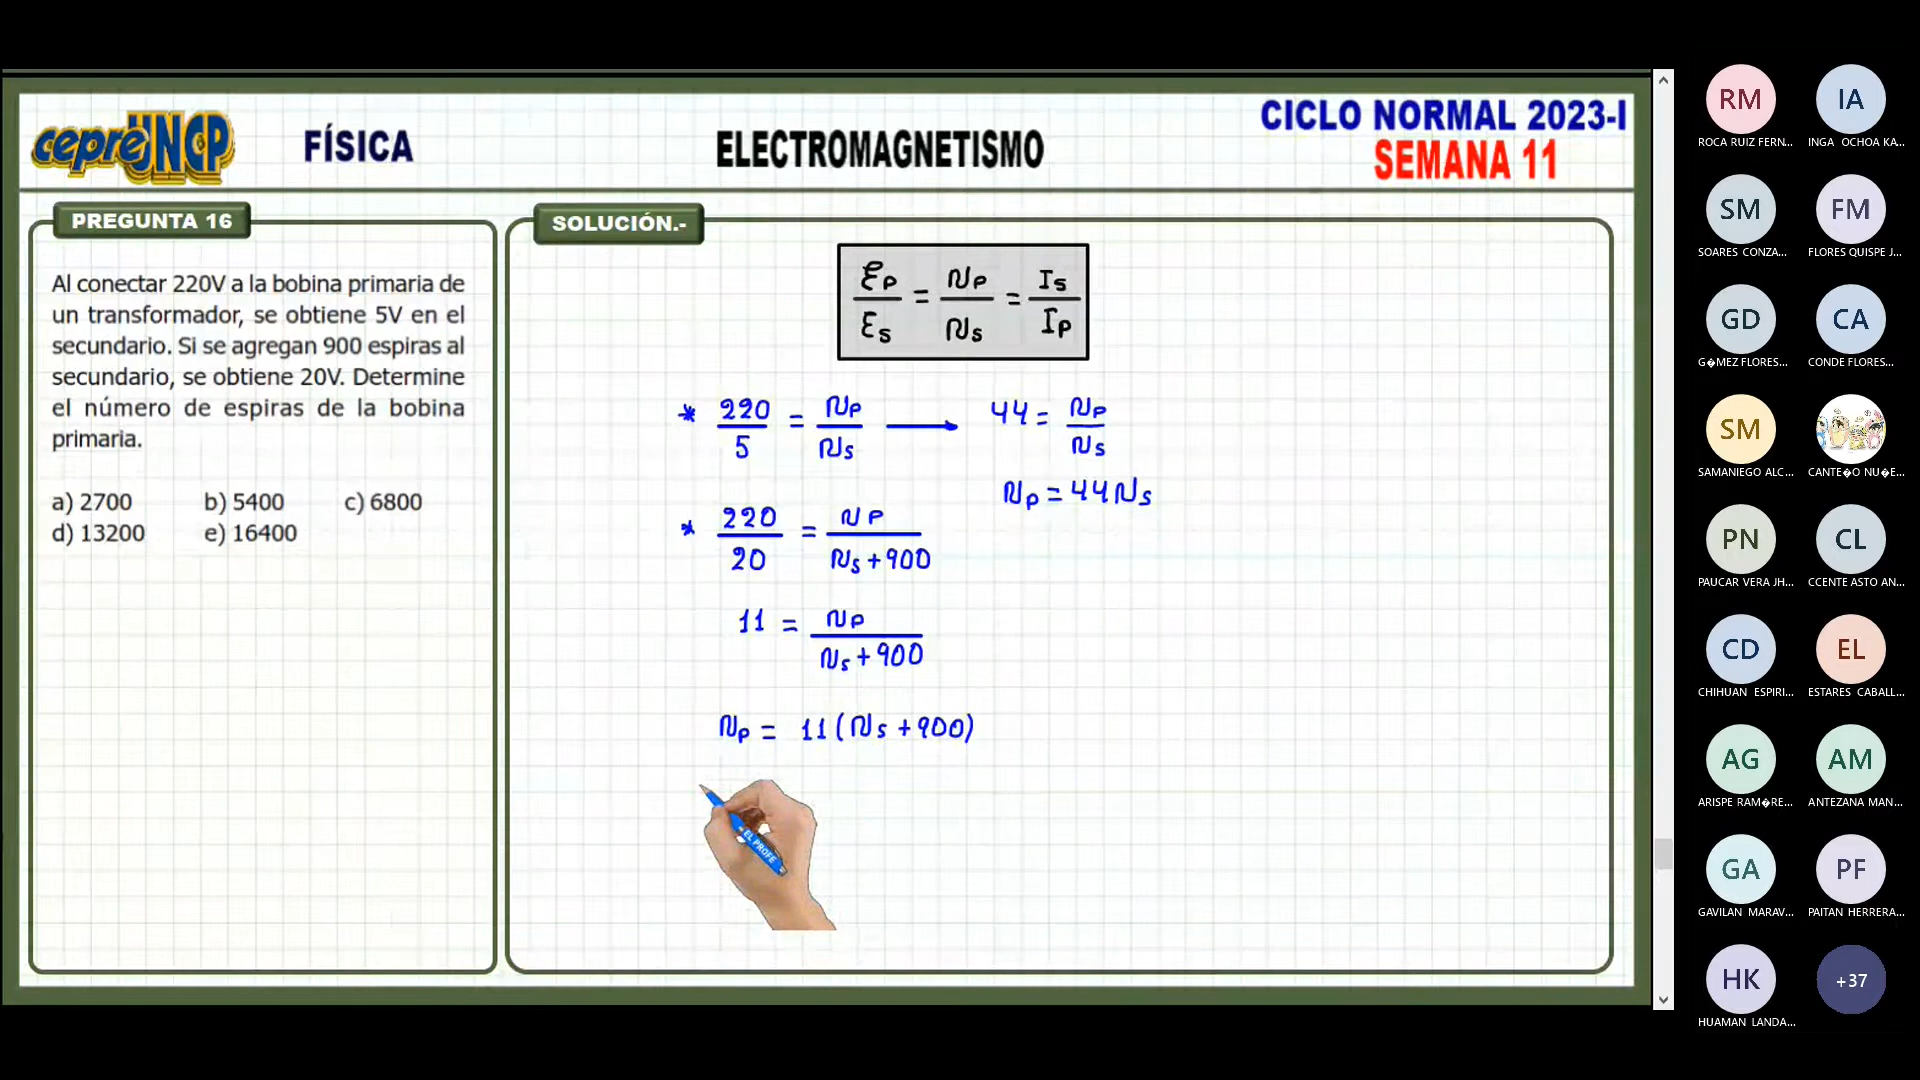 cepreUNCP
FÍSICA
ELECTROMAGNETISMO
CICLO NORMAL 2023-I
SEMANA 11
PREGUNTA 16
Al conectar 220V a la bobina primaria de
un transformador, se obtiene 5V en el
secundario. Si se agregan 900 espiras al
secundario, se obtiene 20V. Determine
el número de espiras de la bobina
primaria.
a) 2700 b) 5400 c) 6800
d) 13200 e) 16400
SOLUCIÓN.-
Ɛp/Ɛs = Np/Ns = Is/Ip
* 220/5 = Np/Ns → 44 = Np/Ns
Np = 44Ns
* 220/20 = Np/Ns+900
11 = Np/Ns+900
Np = 11(Ns+900)
EL PROFE
RM
ROCA RUIZ FERN...
IA
INGA OCHOA KA...
SM
SOARES CONZA...
FM
FLORES QUISPE J...
GD
G�MEZ FLORES...
CA
CONDE FLORES...
SM
SAMANIEGO ALC...
CANTE�O NU�E...
PN
PAUCAR VERA JH...
CL
CCENTE ASTO AN...
CD
CHIHUAN ESPIRI...
EL
ESTARES CABALL...
AG
ARISPE RAM�RE...
AM
ANTEZANA MAN...
GA
GAVILAN MARAV...
PF
PAITAN HERRERA...
HK
HUAMAN LANDA...
+37